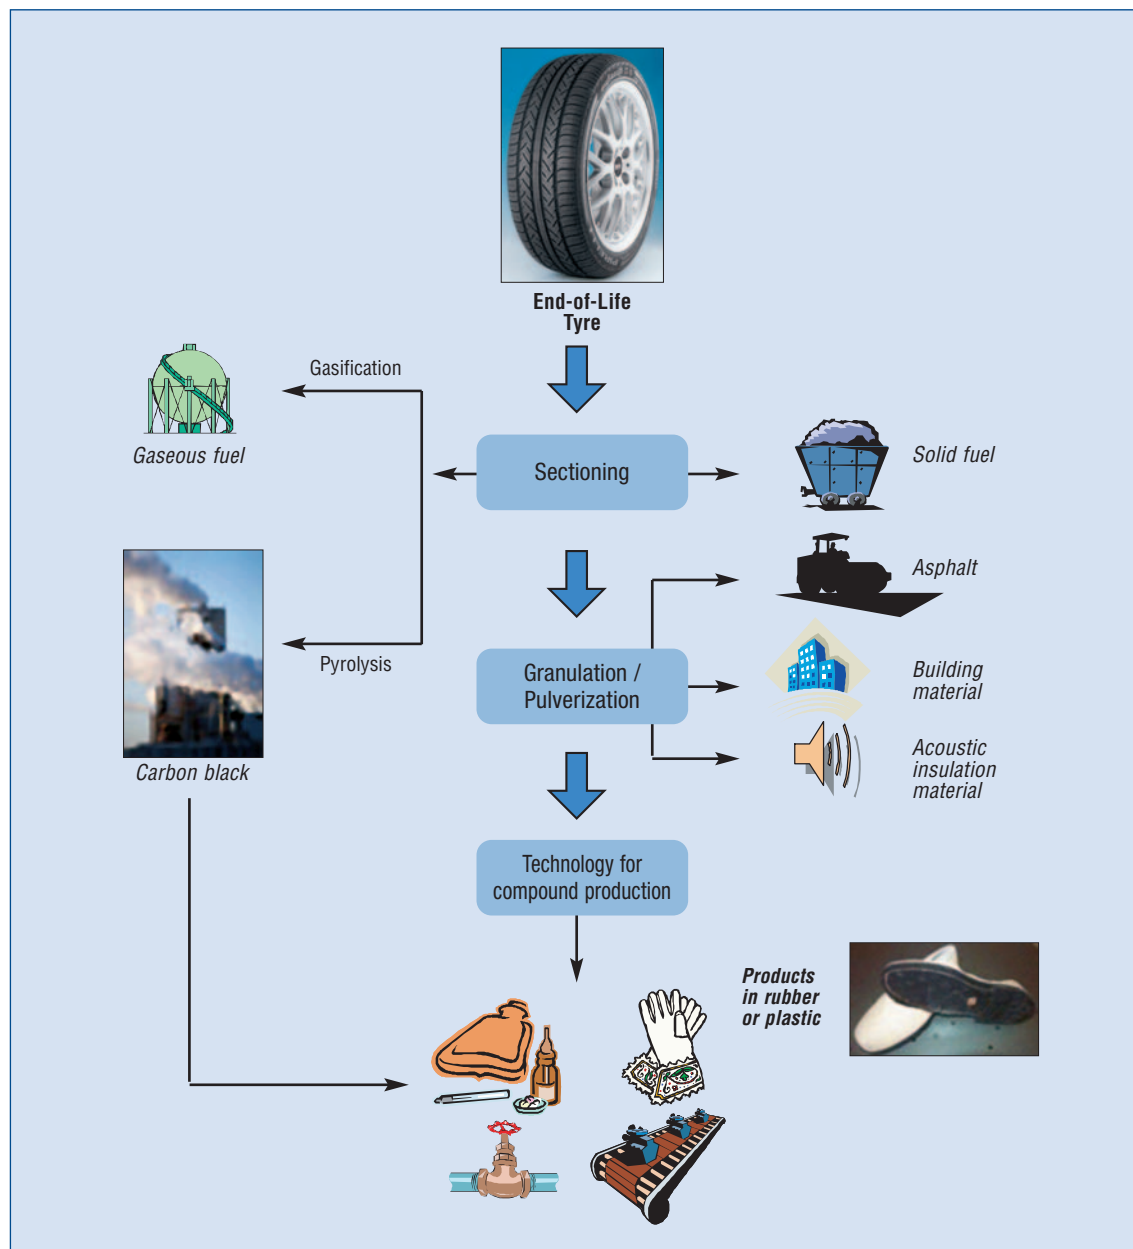 End-of-Life
Tyre
Gasification
Gaseous fuel
Sectioning
Solid fuel
Asphalt
Pyrolysis
Granulation /
Pulverization
Building
material
Carbon black
Acoustic
insulation
material
Technology for
compound production
Products
in rubber
or plastic